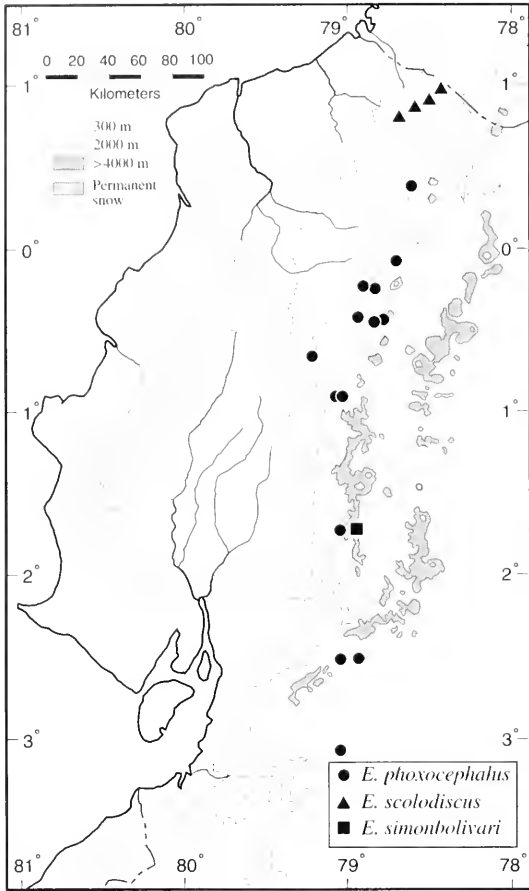 81 80 79 78
0 20 40 60 80 100
Kilometers
300 m
2000 m
>4000 m
Permanent
snow
1° 1°
0° 0°
1° 1°
2° 2°
3° 3°
E. phoxocephalus
E. scolodiscus
E. simonbolivari
81 80 79 78